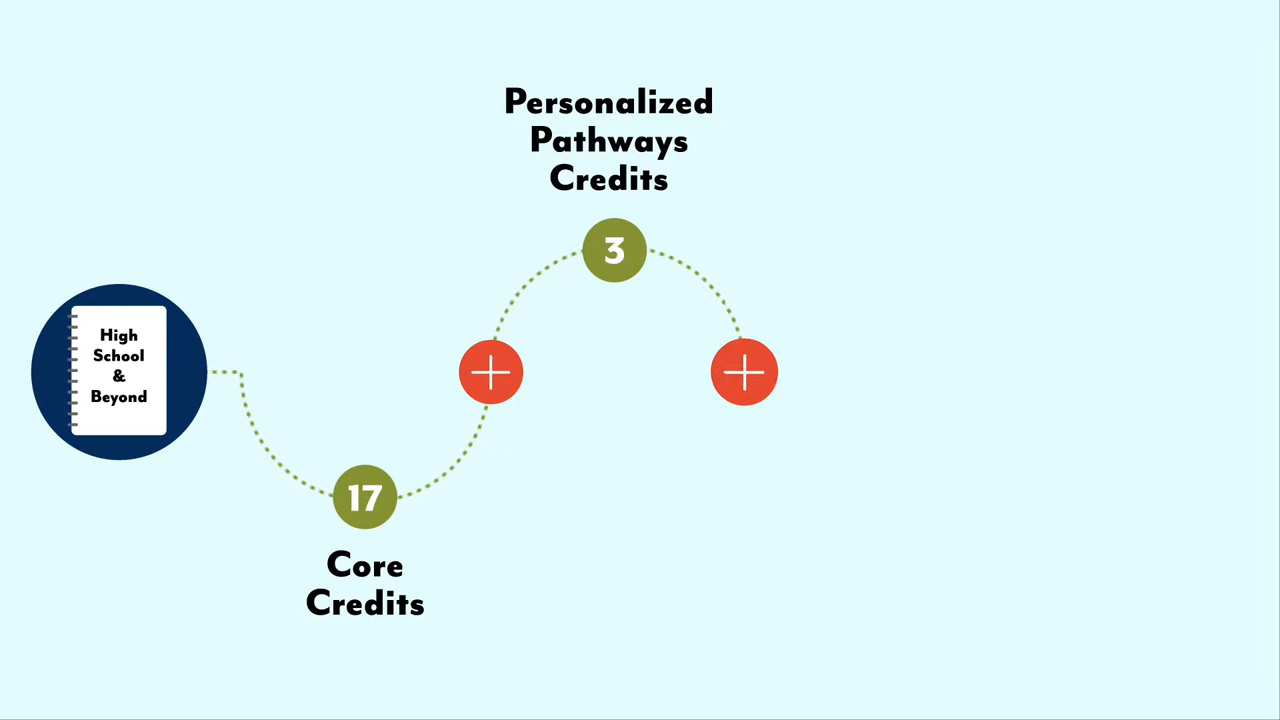 Personalized
Pathways
Credits
3
High
School
&
Beyond
17
Core
Credits